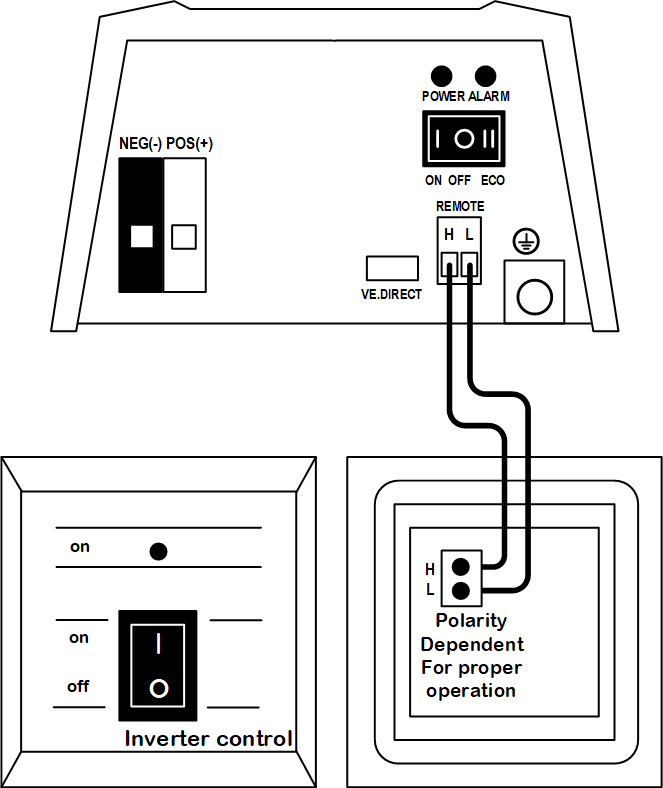 POWER ALARM
NEG(-) POS(+)
I O II
ON OFF ECO
REMOTE
H L
VE.DIRECT
on
on
I
off
O
Inverter control
H
L
Polarity
Dependent
For proper
operation